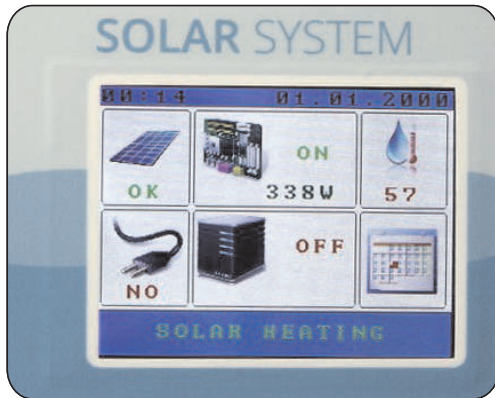 SOLAR SYSTEM
00:14 01.01.2000
OK
ON
338W
57
NO
OFF
SOLAR HEATING